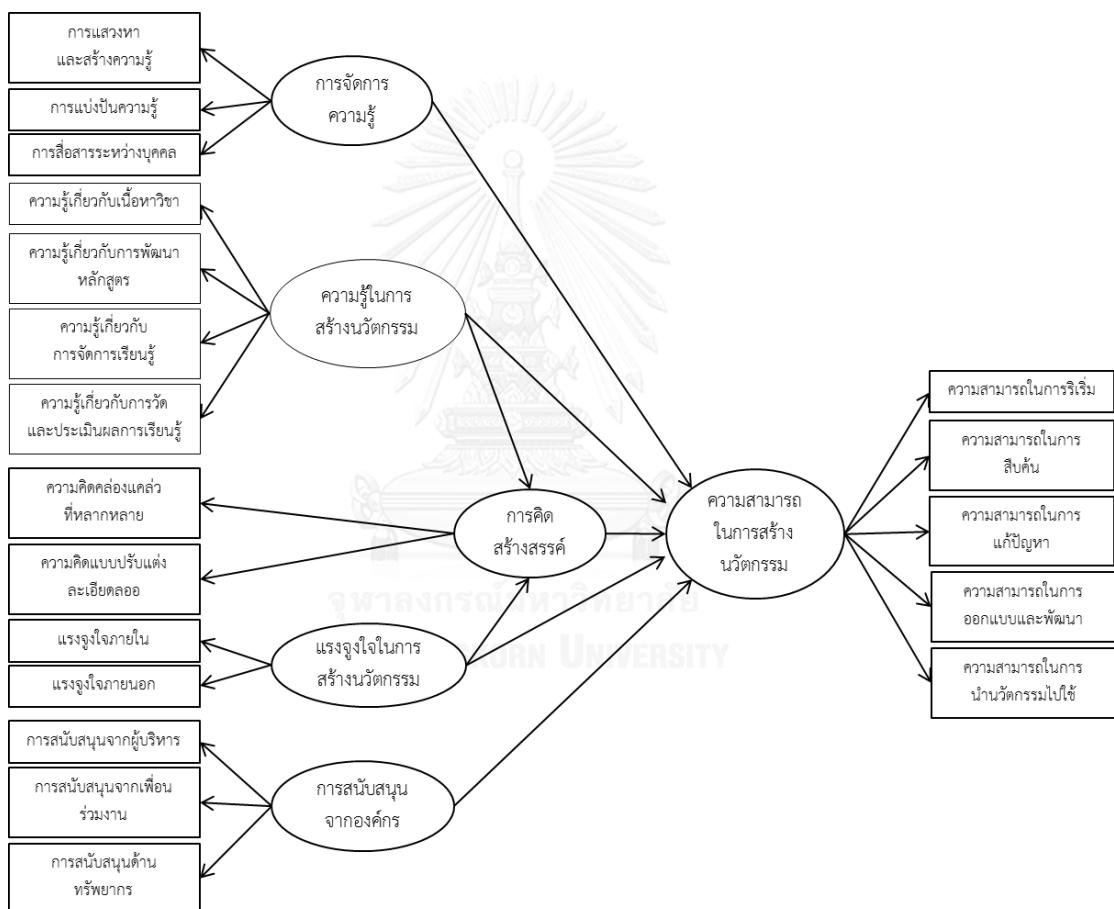 การแสวงหา
และสร้างความรู้
การแบ่งปันความรู้
การสื่อสารระหว่างบุคคล
การจัดการ
ความรู้
ความรู้เกี่ยวกับเนื้อหาวิชา
ความรู้เกี่ยวกับการพัฒนา
หลักสูตร
ความรู้เกี่ยวกับ
การจัดการเรียนรู้
ความรู้เกี่ยวกับการวัด
และประเมินผลการเรียนรู้
ความรู้ในการ
สร้างนวัตกรรม
ความคิดคล่องแคล่ว
ที่หลากหลาย
ความคิดแบบปรับแต่ง
ละเอียดลออ
การคิด
สร้างสรรค์
แรงจูงใจภายใน
แรงจูงใจภายนอก
แรงจูงใจในการ
สร้างนวัตกรรม
การสนับสนุนจากผู้บริหาร
การสนับสนุนจากเพื่อน
ร่วมงาน
การสนับสนุนด้าน
ทรัพยากร
การสนับสนุน
จากองค์กร
ความสามารถ
ในการสร้าง
นวัตกรรม
ความสามารถในการริเริ่ม
ความสามารถในการ
สืบค้น
ความสามารถในการ
แก้ปัญหา
ความสามารถในการ
ออกแบบและพัฒนา
ความสามารถในการ
นำนวัตกรรมไปใช้
จุฬาลงกรณ์มหาวิทยาลัย
UNIVERSITY